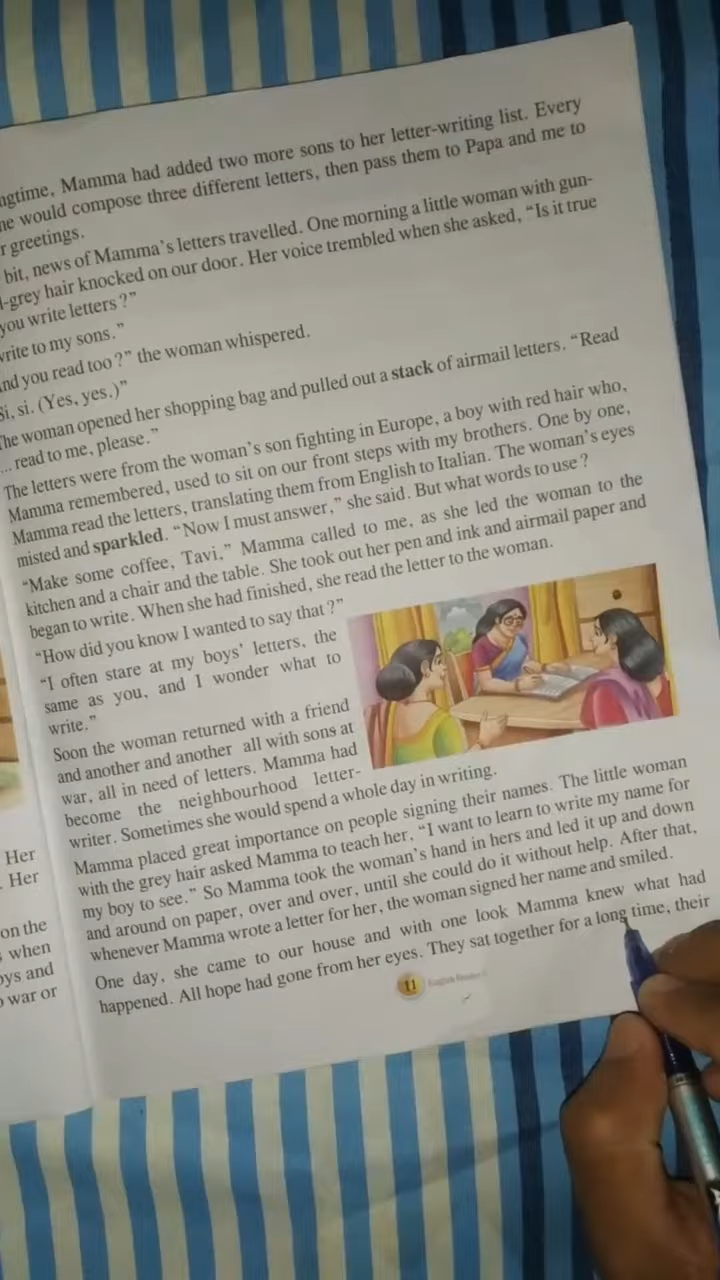 ngtime, Mamma had added two more sons to her letter-writing list. Every
he would compose three different letters, then pass them to Papa and me to
r greetings.
bit, news of Mamma's letters travelled. One morning a little woman with gun-
l-grey hair knocked on our door. Her voice trembled when she asked, “Is it true
you write letters ?”
write to my sons.”
nd you read too ?” the woman whispered.
Si, si. (Yes, yes.)”
The woman opened her shopping bag and pulled out a stack of airmail letters. “Read
... read to me, please.”
The letters were from the woman's son fighting in Europe, a boy with red hair who,
Mamma remembered, used to sit on our front steps with my brothers. One by one,
Mamma read the letters, translating them from English to Italian. The woman's eyes
misted and sparkled. “Now I must answer,” she said. But what words to use ?
“Make some coffee, Tavi,” Mamma called to me, as she led the woman to the
kitchen and a chair and the table. She took out her pen and ink and airmail paper and
began to write. When she had finished, she read the letter to the woman.
“How did you know I wanted to say that ?”
“I often stare at my boys' letters, the
same as you, and I wonder what to
write.”
Soon the woman returned with a friend
and another and another all with sons at
war, all in need of letters. Mamma had
become the neighbourhood letter-
writer. Sometimes she would spend a whole day in writing.
Mamma placed great importance on people signing their names. The little woman
with the grey hair asked Mamma to teach her, “I want to learn to write my name for
my boy to see.” So Mamma took the woman's hand in hers and led it up and down
and around on paper, over and over, until she could do it without help. After that,
whenever Mamma wrote a letter for her, the woman signed her name and smiled.
One day, she came to our house and with one look Mamma knew what had
happened. All hope had gone from her eyes. They sat together for a long time, their
11
Her
. Her
on the
when
oys and
war or